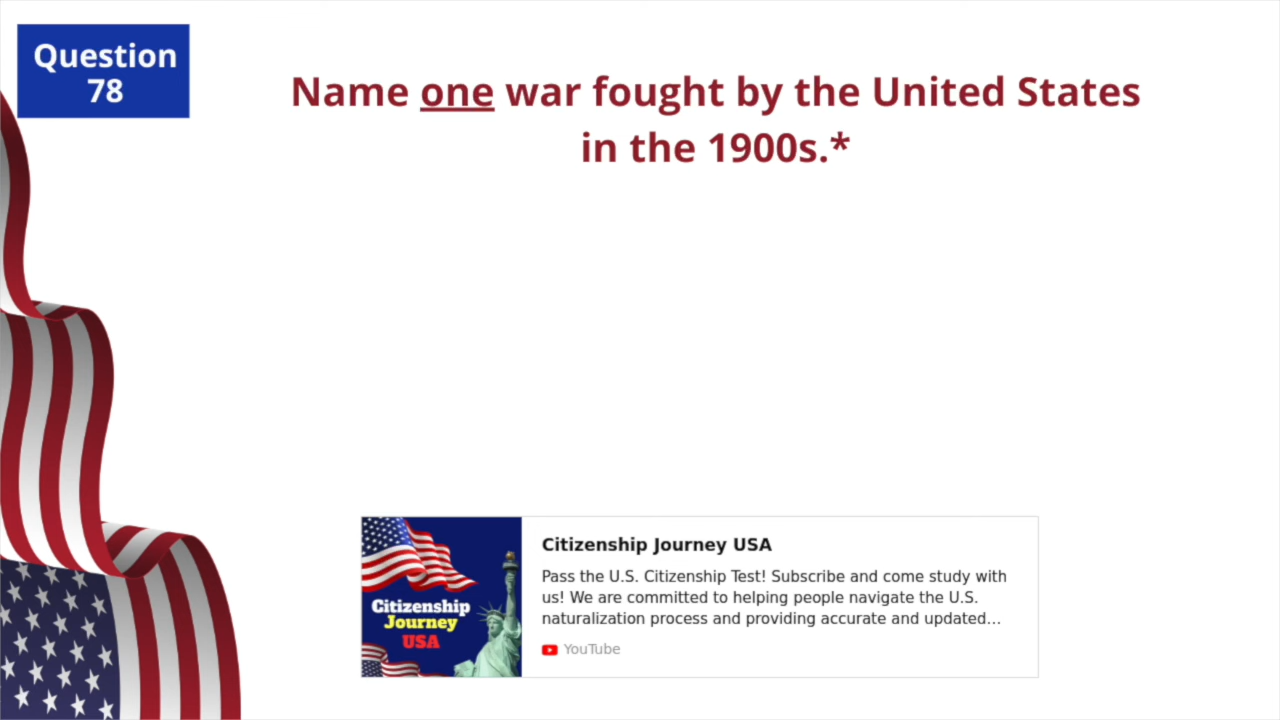 Question
78
Name one war fought by the United States
in the 1900s.*
Citizenship Journey USA
Pass the U.S. Citizenship Test! Subscribe and come study with
us! We are committed to helping people navigate the U.S.
naturalization process and providing accurate and updated...
YouTube
Citizenship
Journey
USA